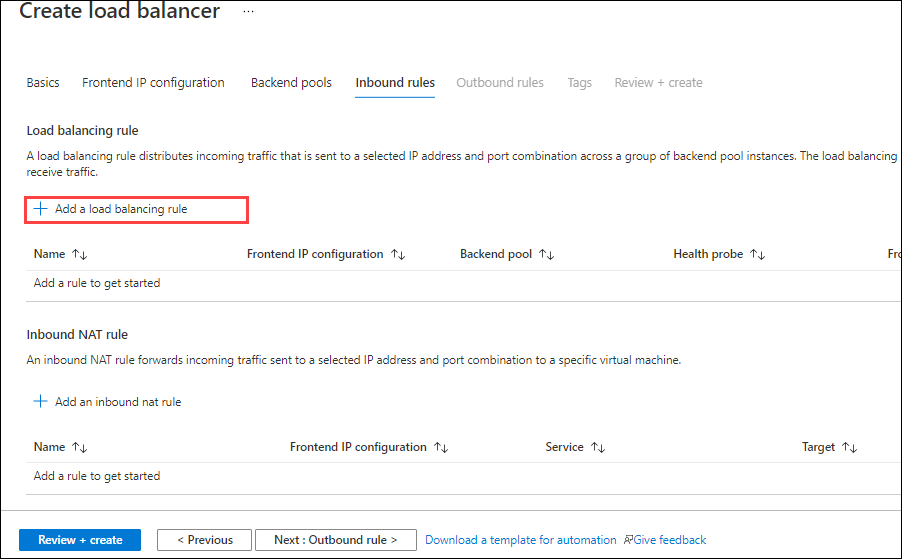 Create load balancer ...
Basics Frontend IP configuration Backend pools Inbound rules Outbound rules Tags Review + create
Load balancing rule
A load balancing rule distributes incoming traffic that is sent to a selected IP address and port combination across a group of backend pool instances. The load balancing
receive traffic.
+ Add a load balancing rule
Name ↑↓ Frontend IP configuration ↑↓ Backend pool ↑↓ Health probe ↑↓
Add a rule to get started
Inbound NAT rule
An inbound NAT rule forwards incoming traffic sent to a selected IP address and port combination to a specific virtual machine.
+ Add an inbound nat rule
Name ↑↓ Frontend IP configuration ↑↓ Service ↑↓ Target ↑↓
Add a rule to get started
Review + create < Previous Next : Outbound rule > Download a template for automation Give feedback